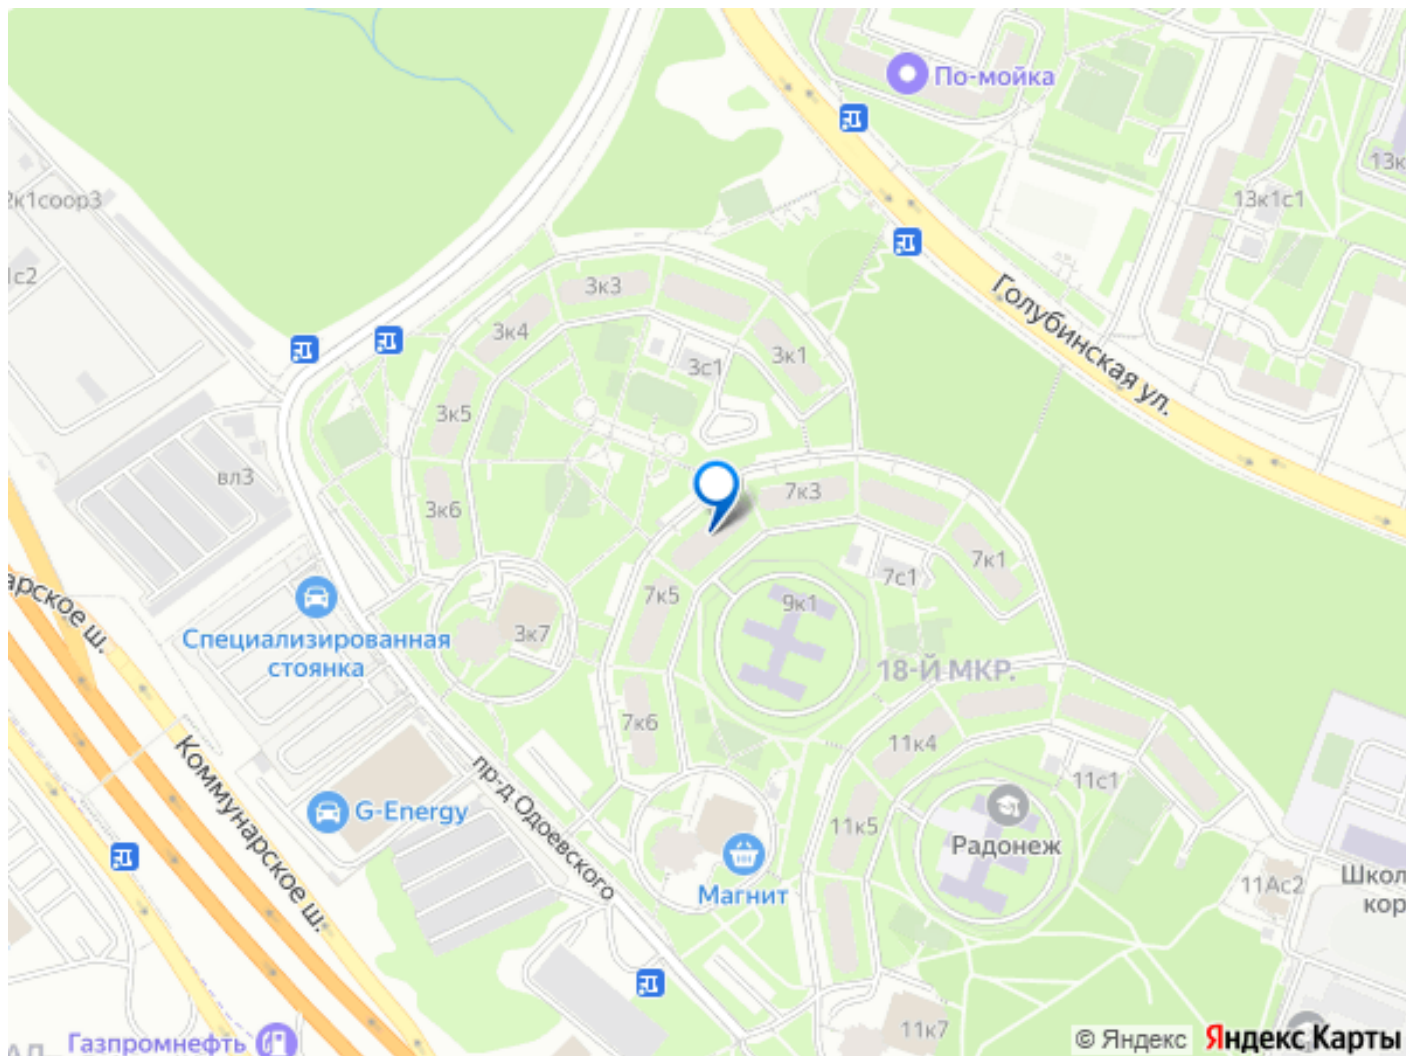 По-мойка
13к
2к1соор3
13к1с1
1с2
Голубинская ул.
3к3
3к4
3к1
3с1
3к5
вл3
7к3
3к6
7к1
7с1
7к5
9к1
арское ш.
3к7
Специализированная
стоянка
18-Й МКР.
7к6
11к4
Коммунарское ш.
11с1
пр-д Одоевского
G-Energy
11к5
Радонеж
Магнит
11Ас2
Школ
кор
11к7
Газпромнефть
© Яндекс
Яндекс Карты